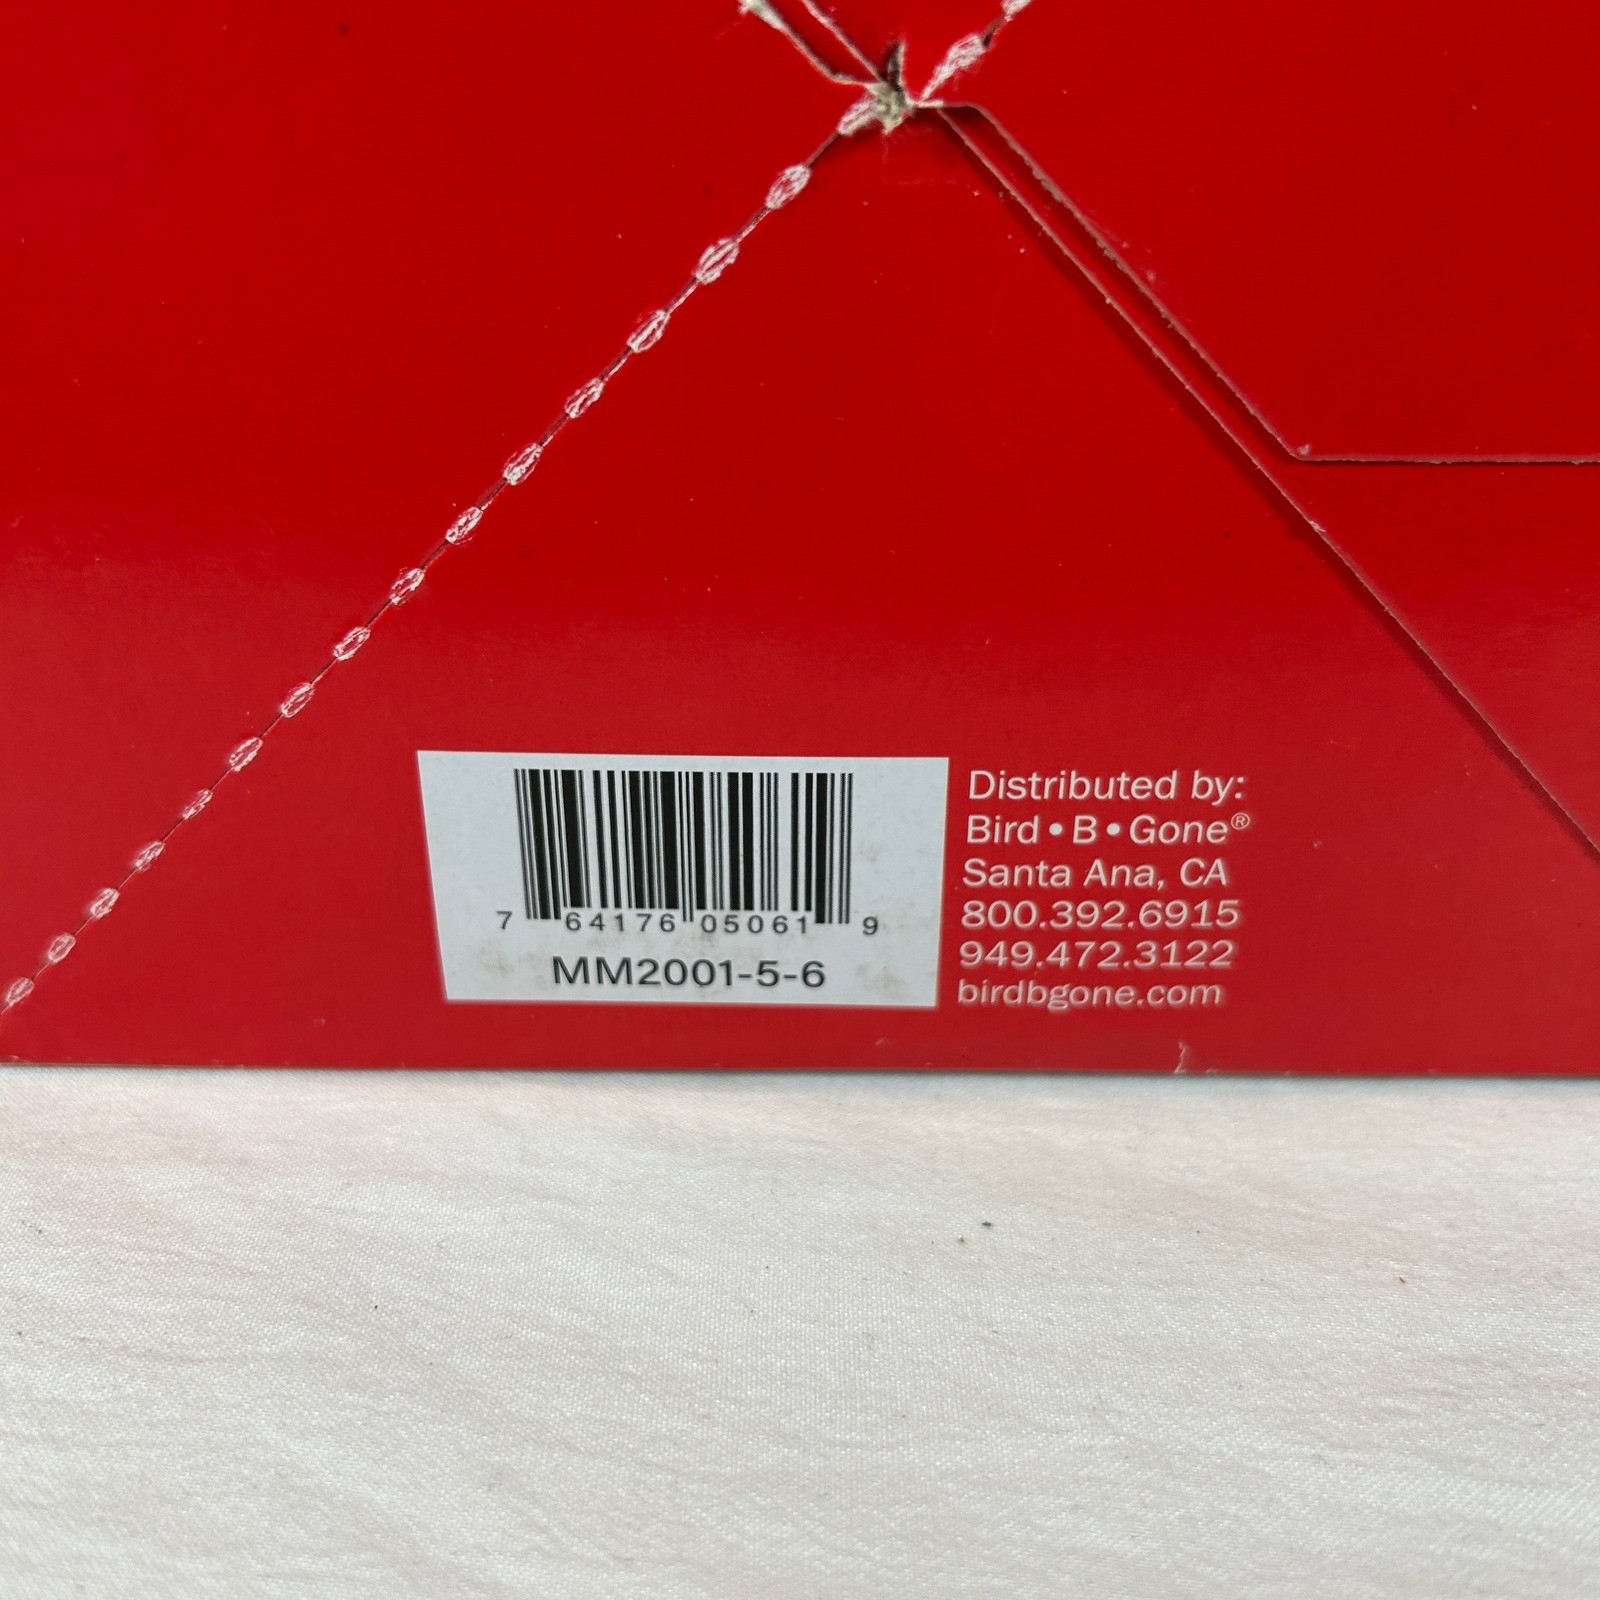 7 64176 05061 9
MM2001-5-6
Distributed by:
Bird•B•Gone®
Santa Ana, CA
800.392.6915
949.472.3122
birdbgone.com